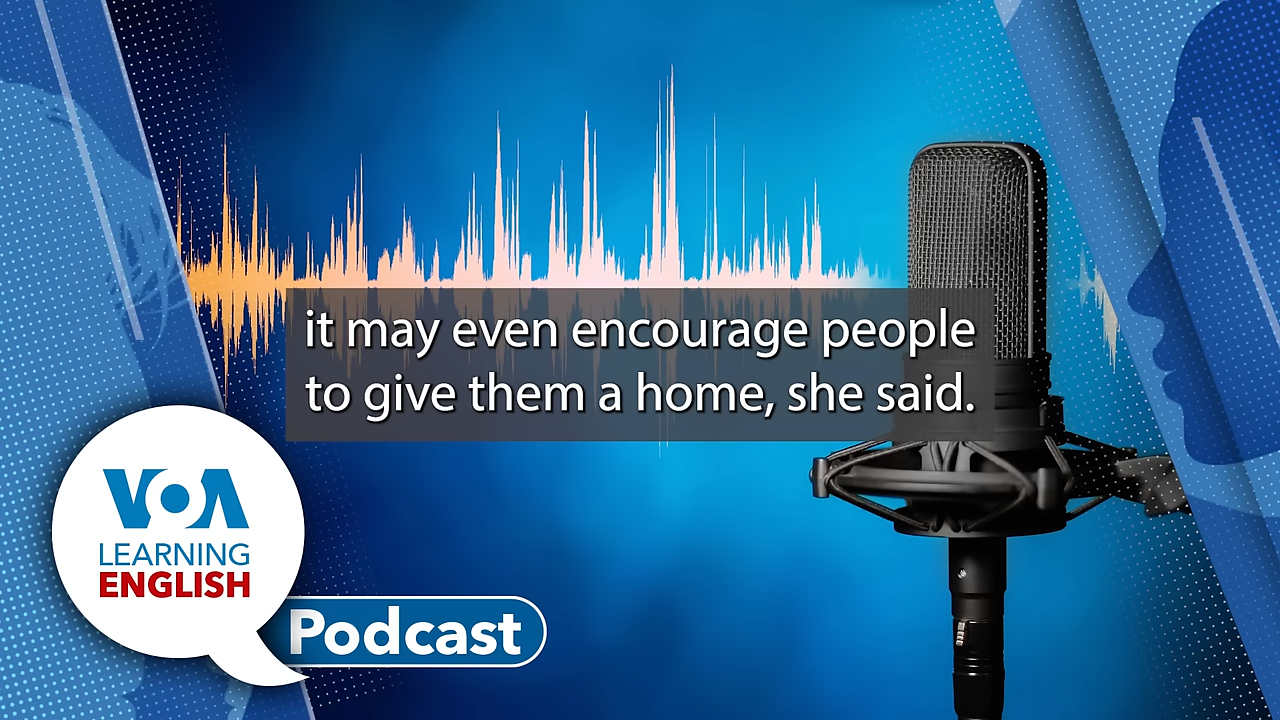 it may even encourage people
to give them a home, she said.
VOA
LEARNING
ENGLISH
Podcast